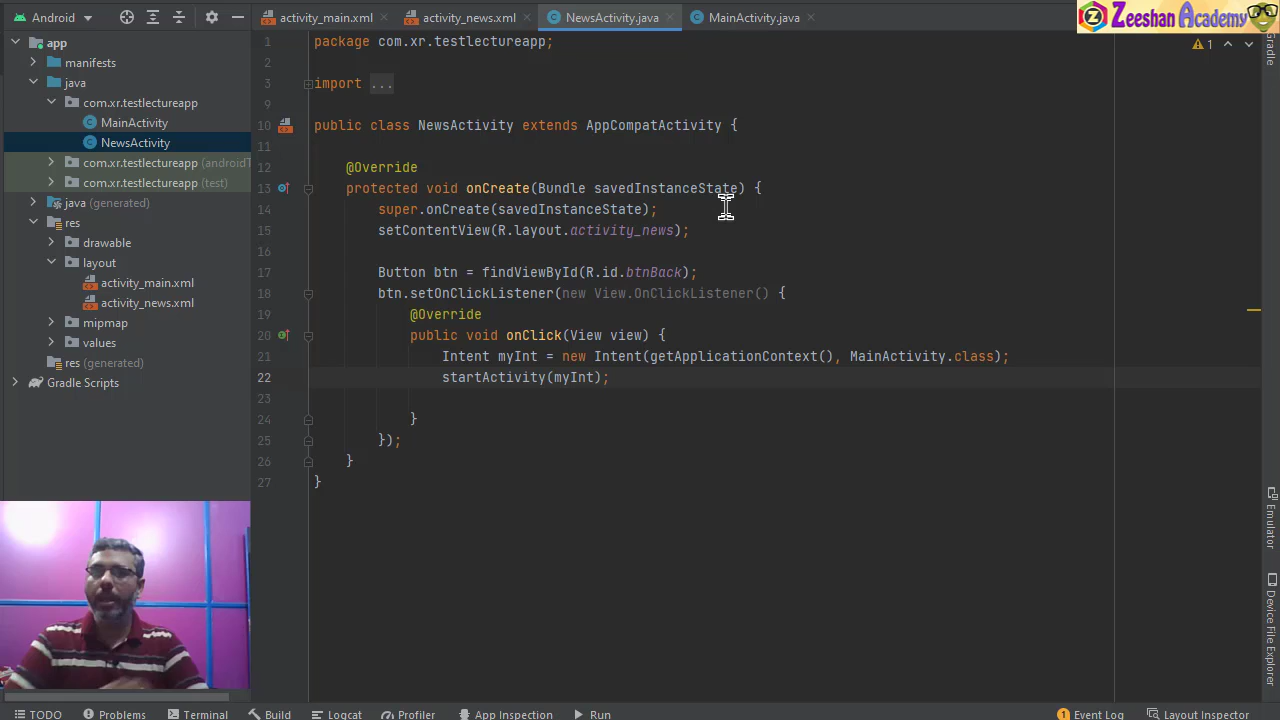 Android
activity_main.xml
activity_news.xml
NewsActivity.java
MainActivity.java
Zeeshan Academy
app
manifests
java
com.xr.testlectureapp
MainActivity
NewsActivity
com.xr.testlectureapp (androidT
com.xr.testlectureapp (test)
java (generated)
res
drawable
layout
activity_main.xml
activity_news.xml
mipmap
values
res (generated)
Gradle Scripts
1 package com.xr.testlectureapp;
2
3 import ...
9
10 public class NewsActivity extends AppCompatActivity {
11
12 @Override
13 protected void onCreate(Bundle savedInstanceState) {
14 super.onCreate(savedInstanceState);
15 setContentView(R.layout.activity_news);
16
17 Button btn = findViewById(R.id.btnBack);
18 btn.setOnClickListener(new View.OnClickListener() {
19 @Override
20 public void onClick(View view) {
21 Intent myInt = new Intent(getApplicationContext(), MainActivity.class);
22 startActivity(myInt);
23
24 }
25 });
26 }
27 }
1
Gradle
Emulator
Device File Explorer
TODO
Problems
Terminal
Build
Logcat
Profiler
App Inspection
Run
1 Event Log
Layout Inspector